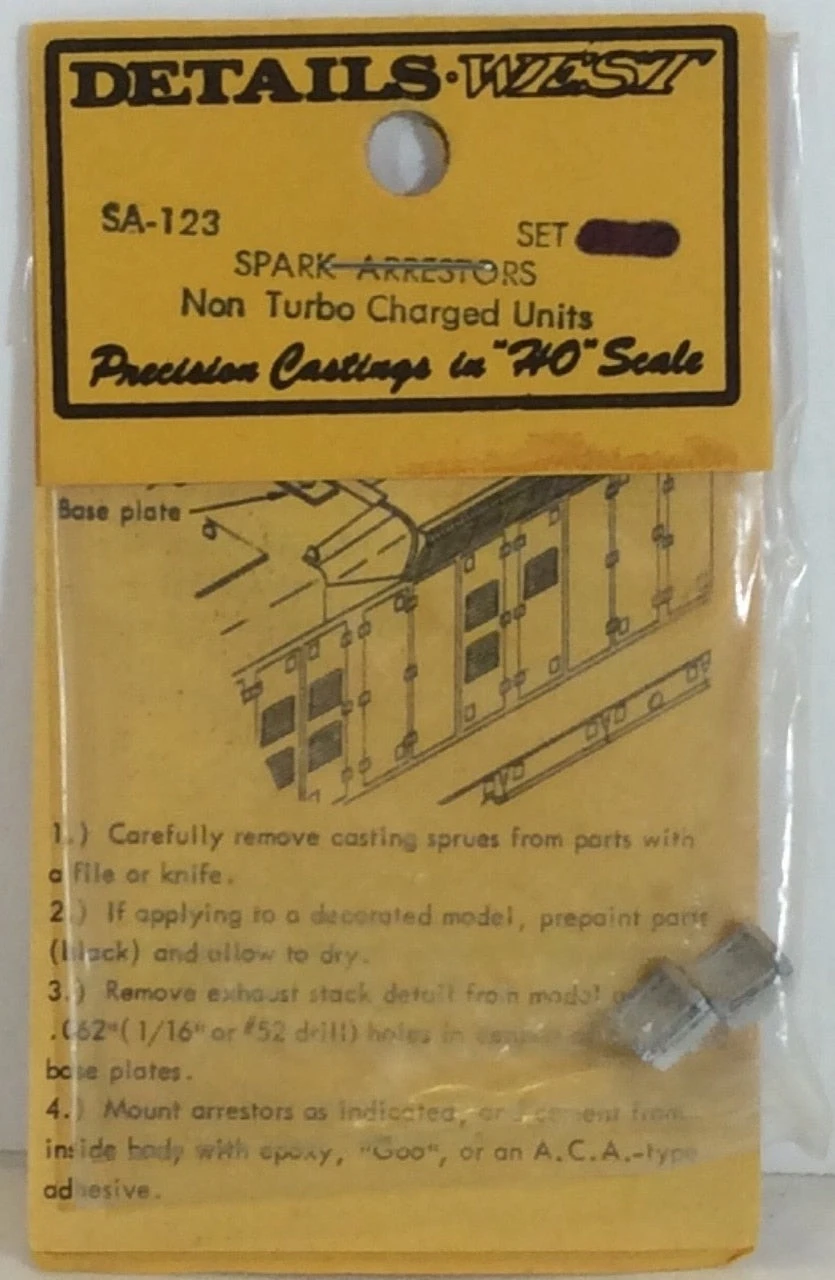 DETAILS·WEST
SA-123
SET
SPARK ARRESTORS
Non Turbo Charged Units
Precision Castings in "HO" Scale
Base plate
1.) Carefully remove casting sprues from parts with
a file or knife.
2.) If applying to a decorated model, prepaint parts
(black) and allow to dry.
3.) Remove exhaust stack detail from model
.062"(1/16" or #52 drill) holes in
base plates.
4.) Mount arrestors as indicated, and cement from
inside body with epoxy, "Goo", or an A.C.A.-type
adhesive.